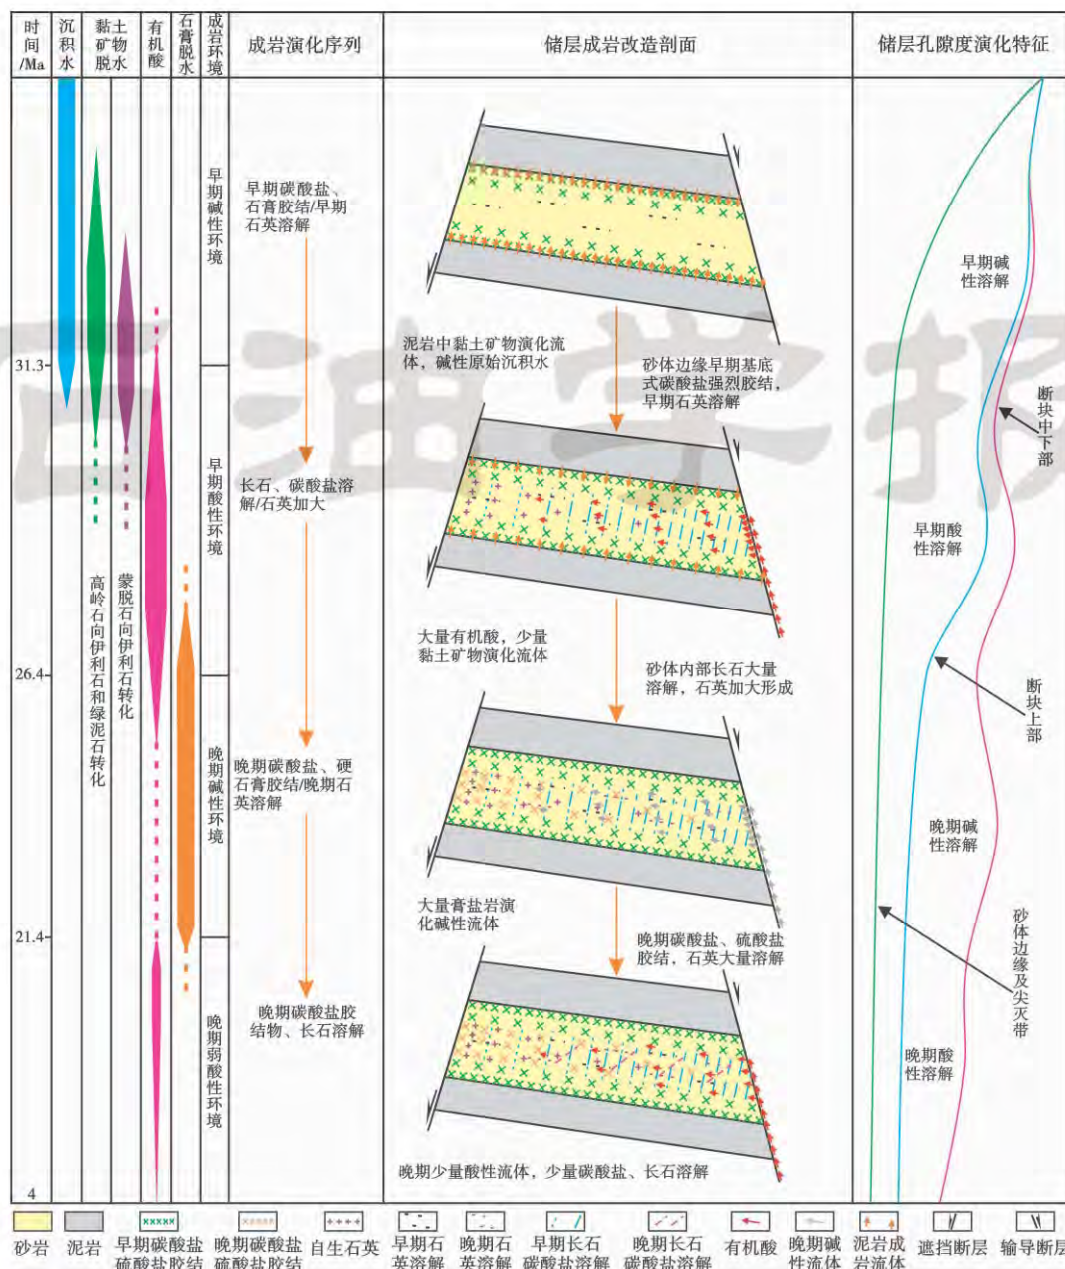 时间/Ma
沉积水
黏土矿物脱水
有机酸
石膏脱水
成岩环境
成岩演化序列
储层成岩改造剖面
储层孔隙度演化特征
31.3
26.4
21.4
4
高岭石向伊利石和绿泥石转化
蒙脱石向伊利石转化
早期碱性环境
早期酸性环境
晚期碱性环境
晚期弱酸性环境
早期碳酸盐、
石膏胶结/早期
石英溶解
长石、碳酸盐溶
解/石英加大
晚期碳酸盐、硬
石膏胶结/晚期石
英溶解
晚期碳酸盐胶
结物、长石溶解
泥岩中黏土矿物演化流
体，碱性原始沉积水
砂体边缘早期基底
式碳酸盐强烈胶结，
早期石英溶解
大量有机酸，少量
黏土矿物演化流体
砂体内部长石大量
溶解，石英加大形成
大量膏盐岩演
化碱性流体
晚期碳酸盐、硫酸盐
胶结，石英大量溶解
晚期少量酸性流体，少量碳酸盐、长石溶解
早期碱
性溶解
断块中下部
早期酸
性溶解
断块上部
晚期碱
性溶解
砂体边缘及尖灭带
晚期酸
性溶解
石油学报
砂岩
泥岩
早期碳酸盐
硫酸盐胶结
晚期碳酸盐
硫酸盐胶结
自生石英
早期石
英溶解
晚期石
英溶解
早期长石
碳酸盐溶解
晚期长石
碳酸盐溶解
有机酸
晚期碱
性流体
泥岩成
岩流体
遮挡断层
输导断层